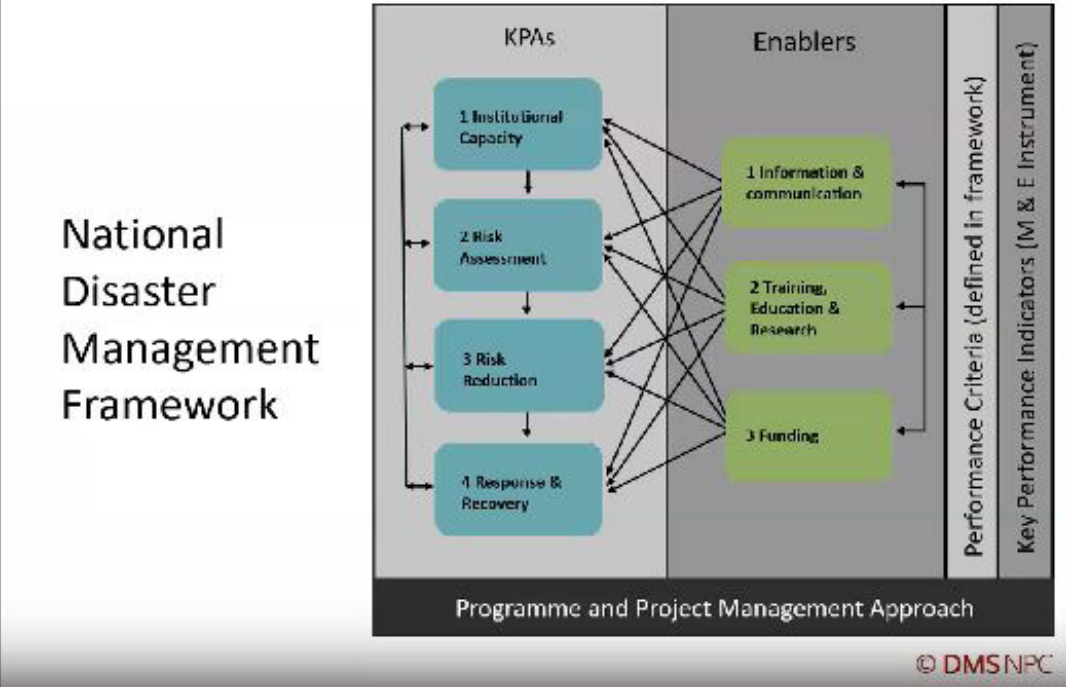 National
Disaster
Management
Framework
KPAs
1 Institutional
Capacity
2 Risk
Assessment
3 Risk
Reduction
4 Response &
Recovery
Enablers
1 Information &
communication
2 Training,
Education &
Research
3 Funding
Performance Criteria (defined in framework)
Key Performance Indicators (M & E Instrument)
Programme and Project Management Approach
© DMS NPC